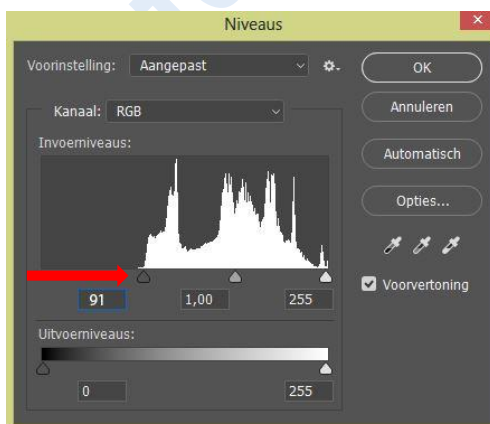 Niveaus
Voorinstelling: Aangepast
OK
Kanaal: RGB
Annuleren
Invoerniveaus:
Automatisch
Opties...
Voorvertoning
91 1,00 255
Uitvoerniveaus:
0 255